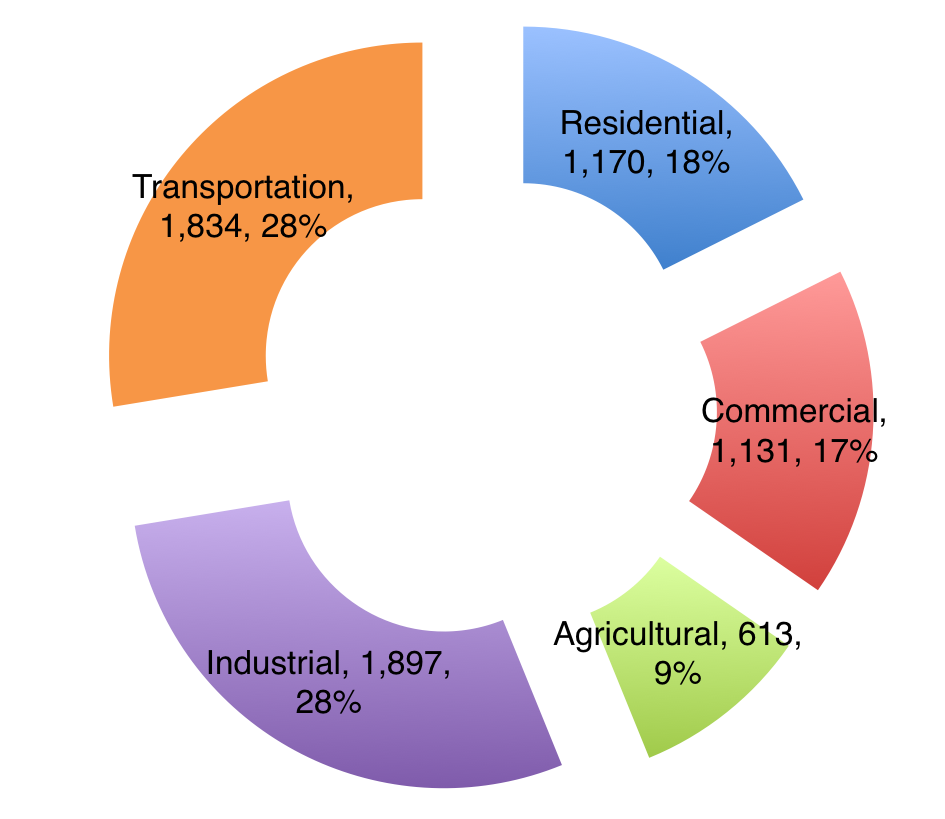 Residential,
1,170, 18%
Transportation,
1,834, 28%
Commercial,
1,131, 17%
Agricultural, 613,
9%
Industrial, 1,897,
28%